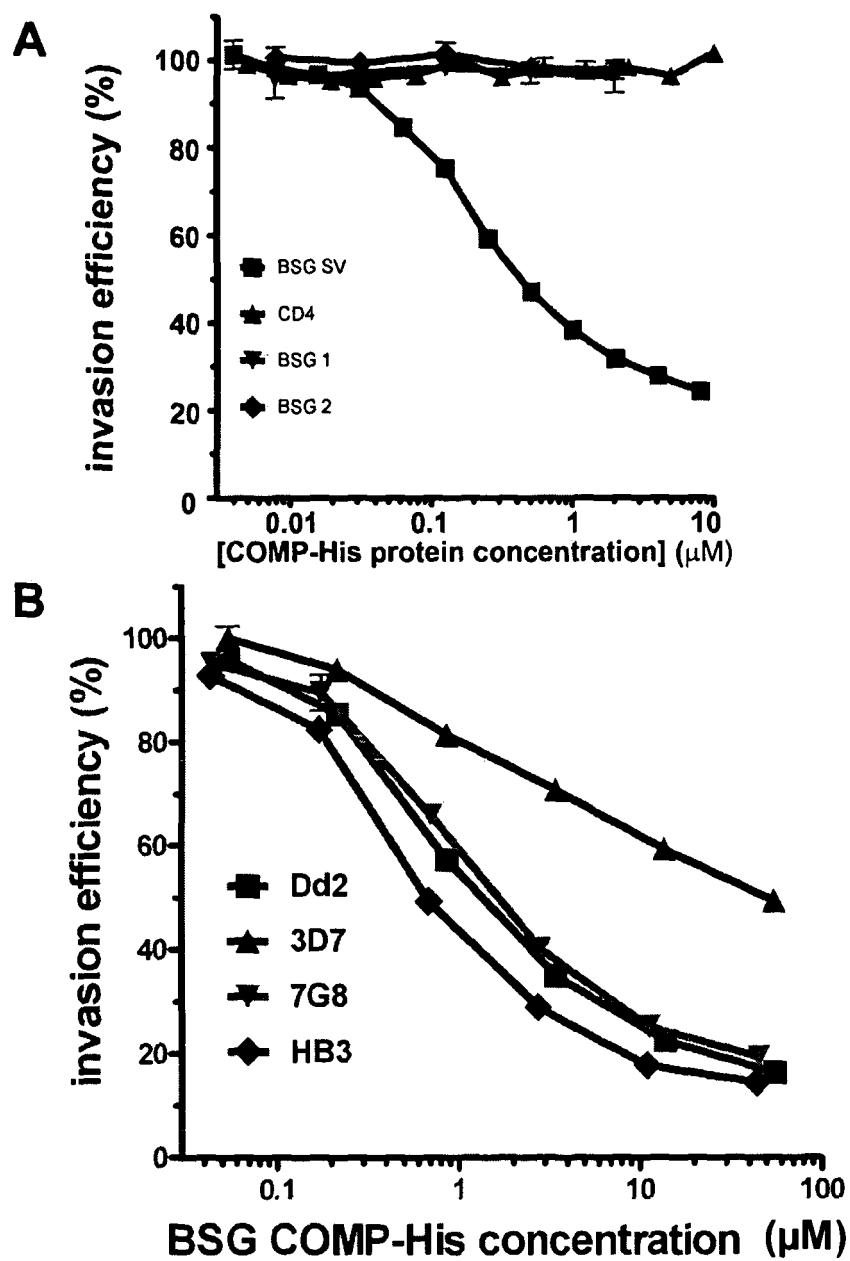 A
invasion efficiency (%)
100
80
60
40
20
0
BSG SV
CD4
BSG 1
BSG 2
0.01 0.1 1 10
[COMP-His protein concentration] (μM)
B
invasion efficiency (%)
100
80
60
40
20
0
Dd2
3D7
7G8
HB3
0.1 1 10 100
BSG COMP-His concentration (μM)